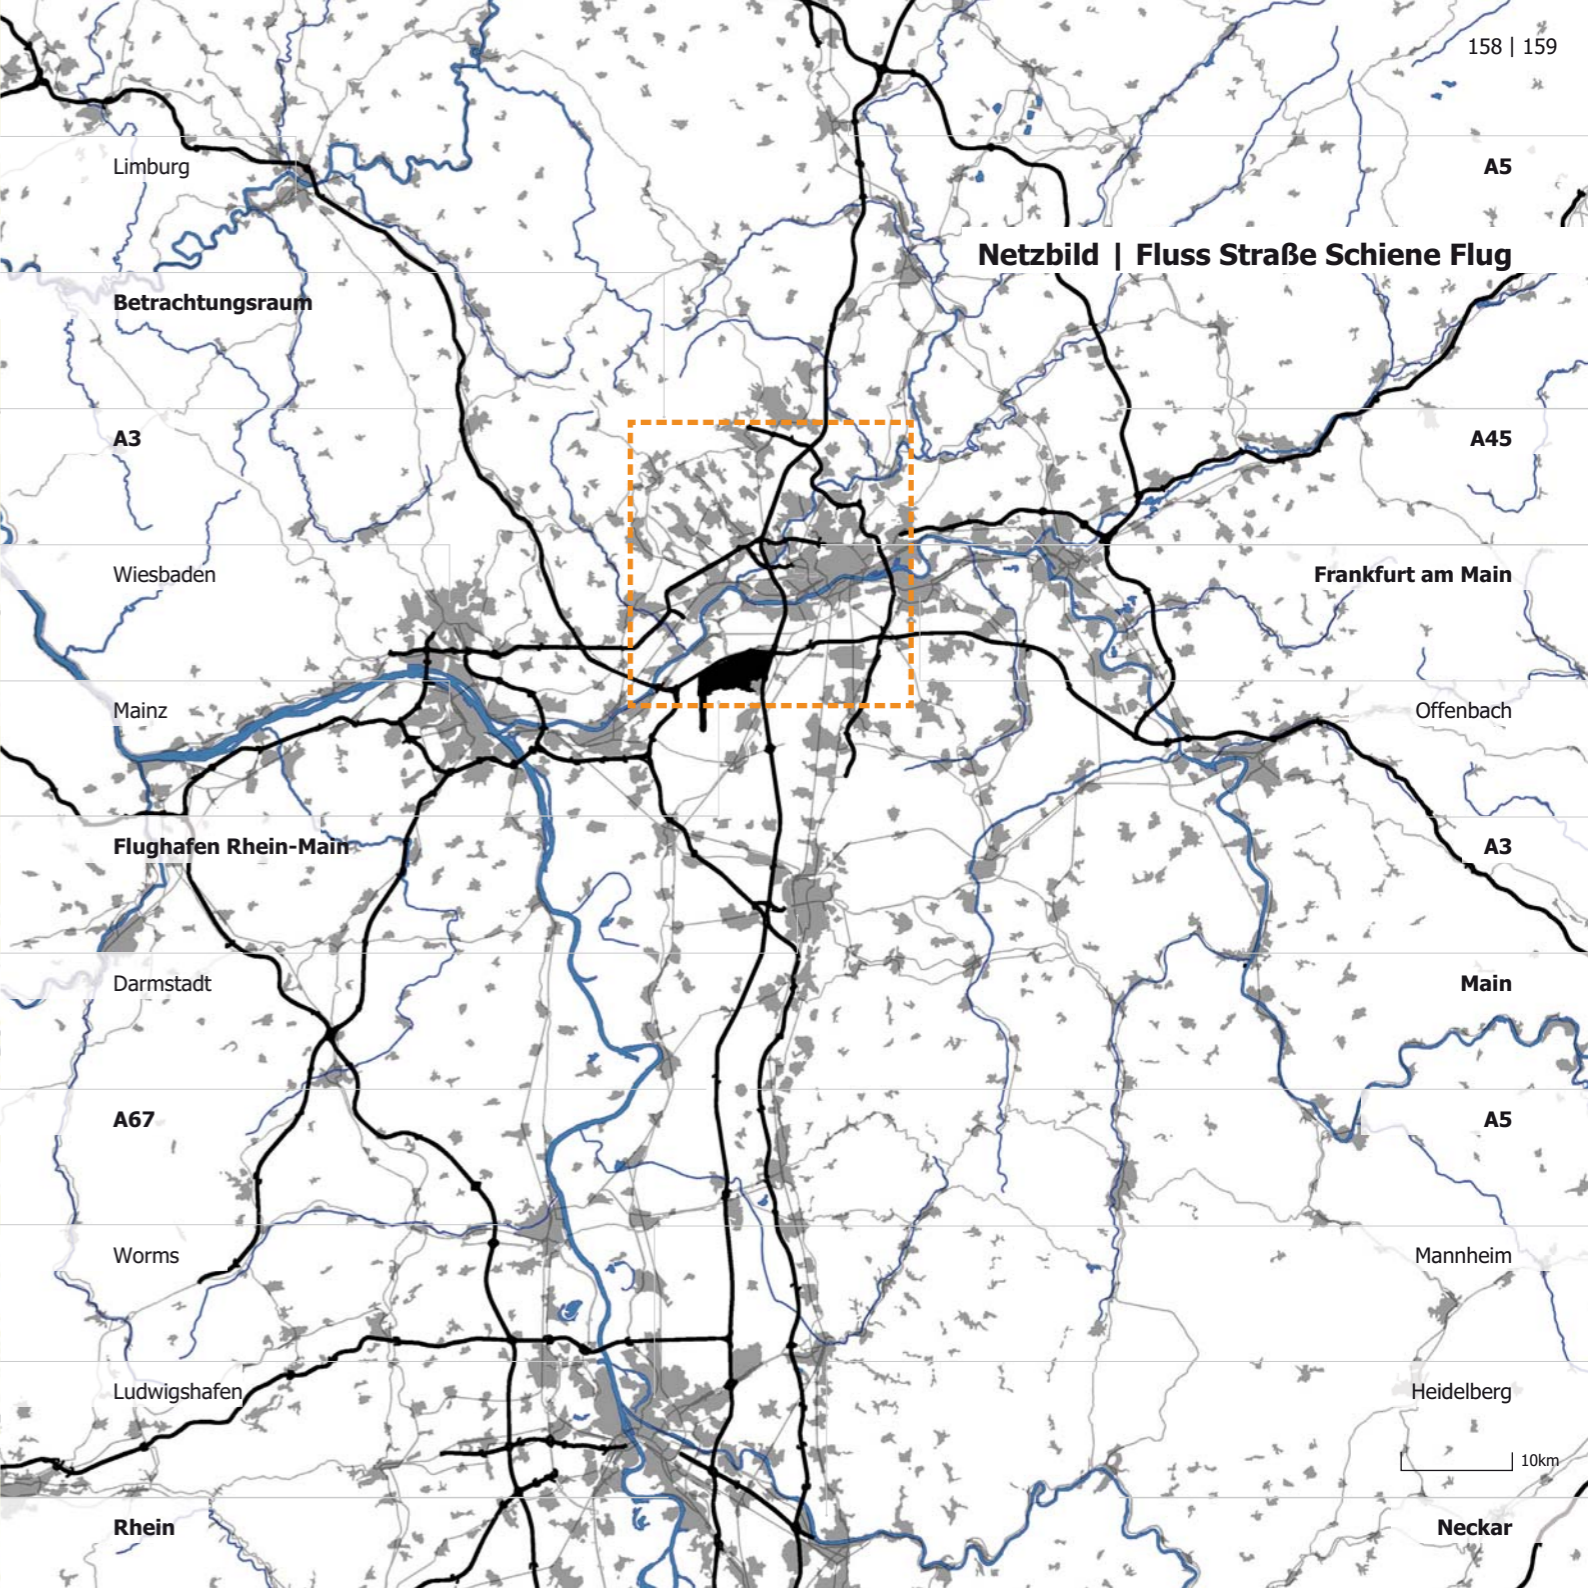 158 | 159
Limburg
A5
Netzbild | Fluss Straße Schiene Flug
Betrachtungsraum
A3
A45
Wiesbaden
Frankfurt am Main
Mainz
Offenbach
Flughafen Rhein-Main
A3
Darmstadt
Main
A67
A5
Worms
Mannheim
Ludwigshafen
Heidelberg
10km
Rhein
Neckar